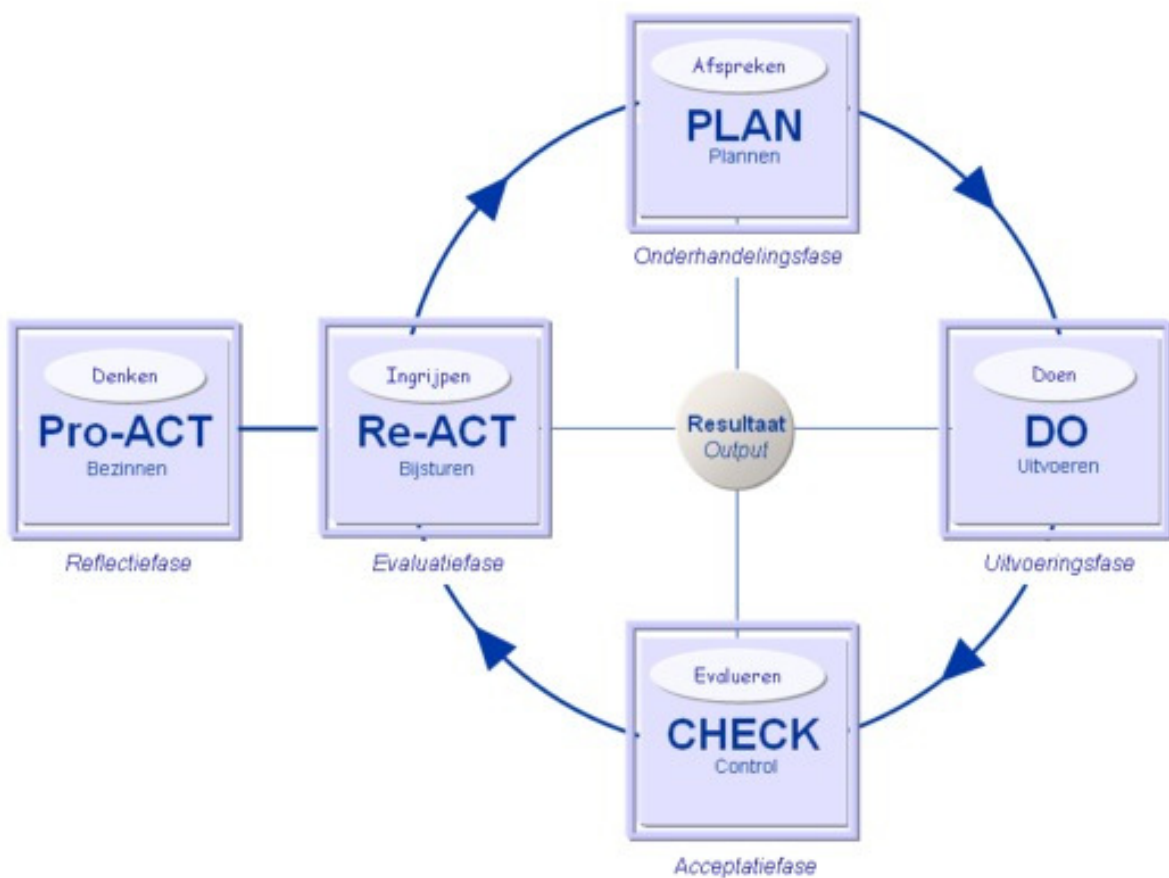 Afspreken
PLAN
Plannen
Onderhandelingsfase
Denken
Pro-ACT
Bezinnen
Reflectiefase
Ingrijpen
Re-ACT
Bijsturen
Evaluatiefase
Resultaat
Output
Doen
DO
Uitvoeren
Uitvoeringsfase
Evalueren
CHECK
Control
Acceptatiefase